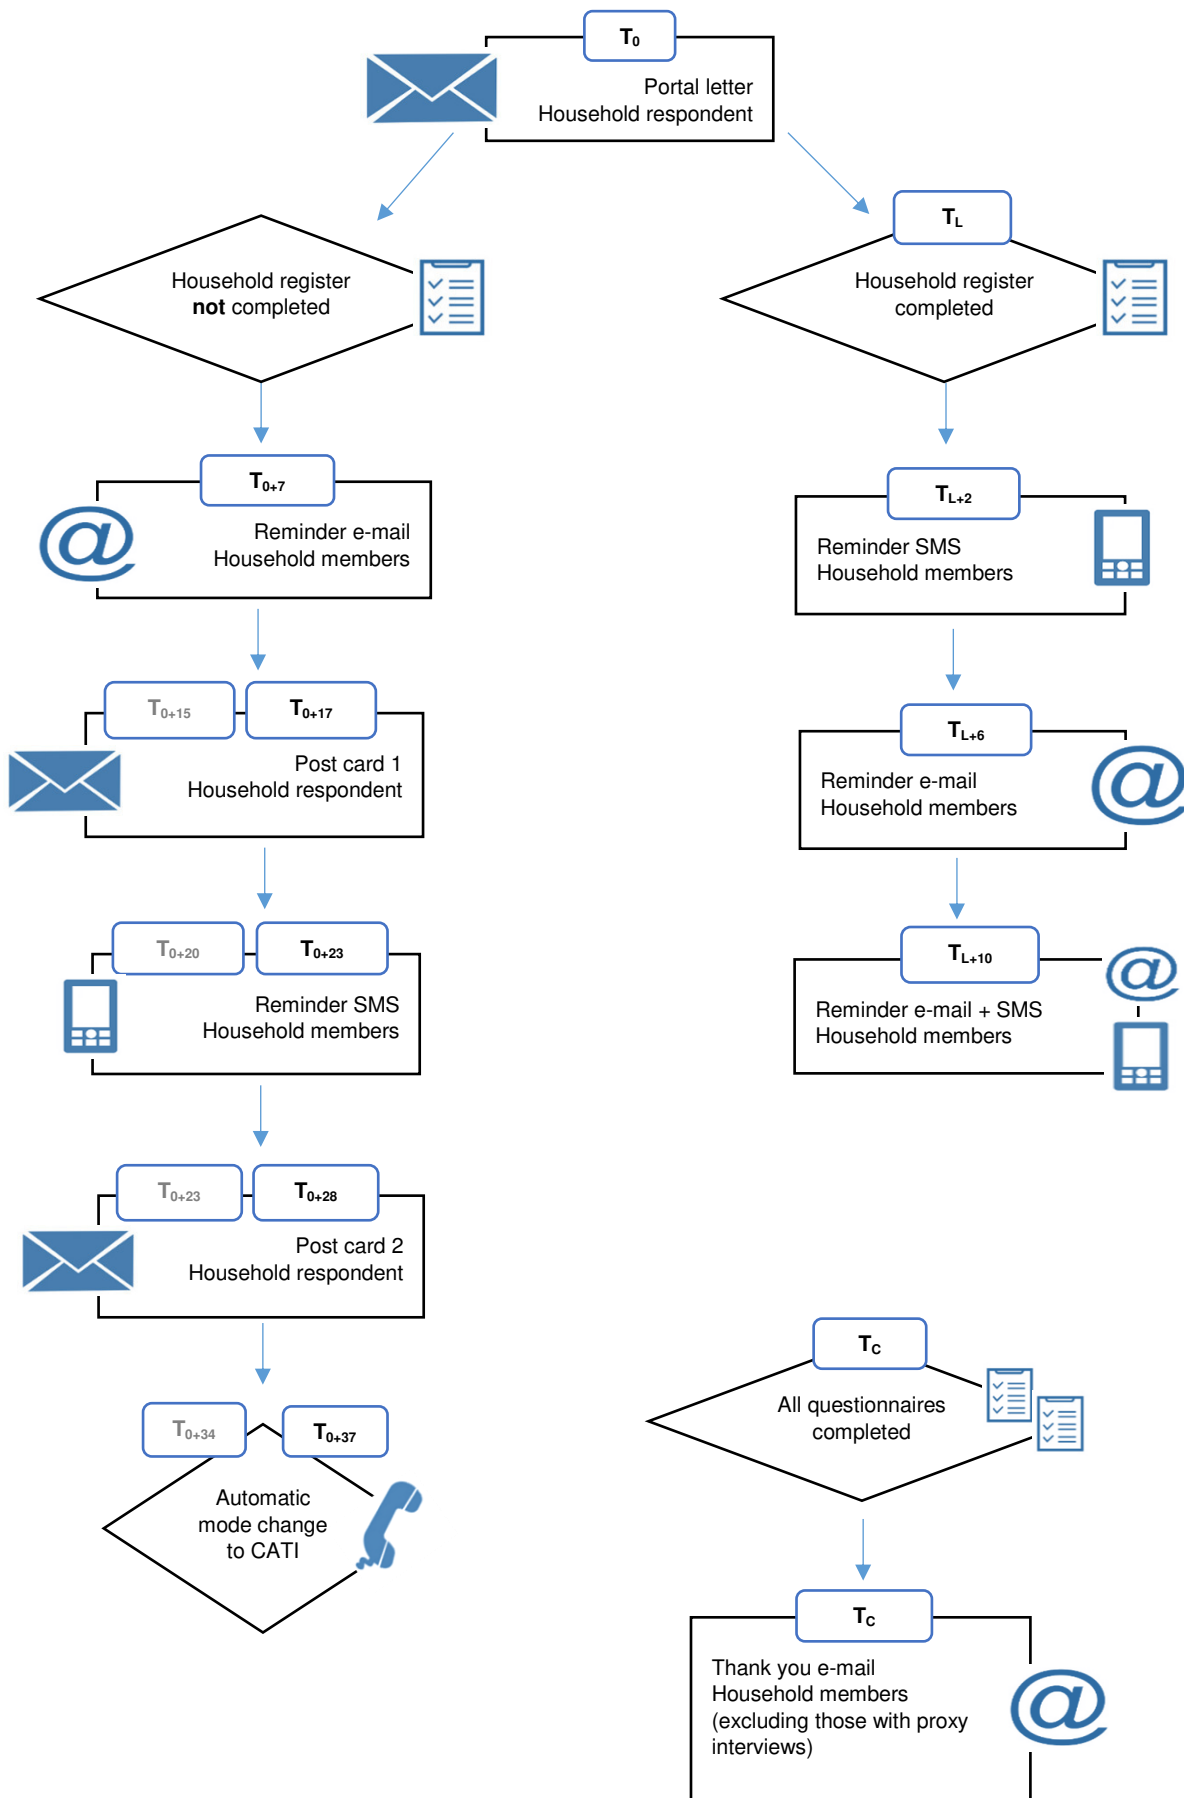 T0
Portal letter
Household respondent
TL
Household register
not completed
Household register
completed
T0+7
Reminder e-mail
Household members
TL+2
Reminder SMS
Household members
T0+15
T0+17
Post card 1
Household respondent
TL+6
Reminder e-mail
Household members
T0+20
T0+23
Reminder SMS
Household members
TL+10
Reminder e-mail + SMS
Household members
T0+23
T0+28
Post card 2
Household respondent
TC
All questionnaires
completed
T0+34
T0+37
Automatic
mode change
to CATI
TC
Thank you e-mail
Household members
(excluding those with proxy
interviews)